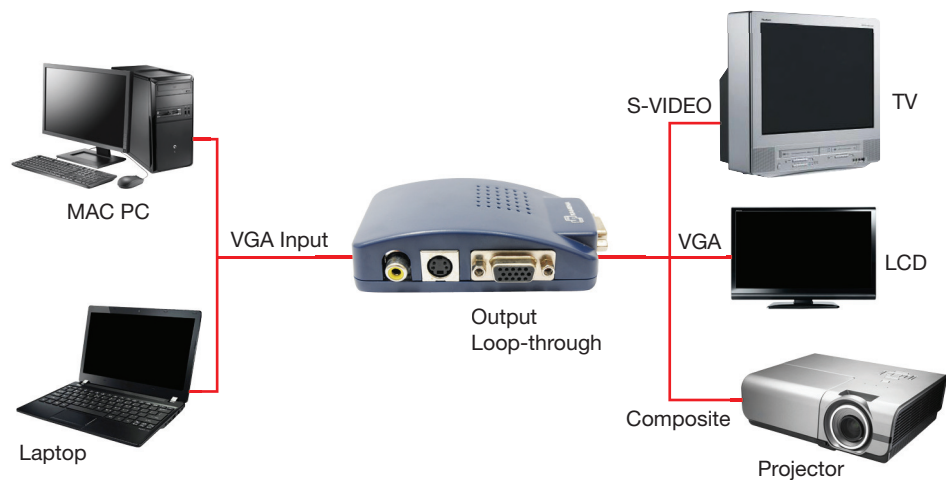 S-VIDEO
TV
MAC PC
VGA Input
VGA
LCD
Output
Loop-through
Composite
Laptop
Projector